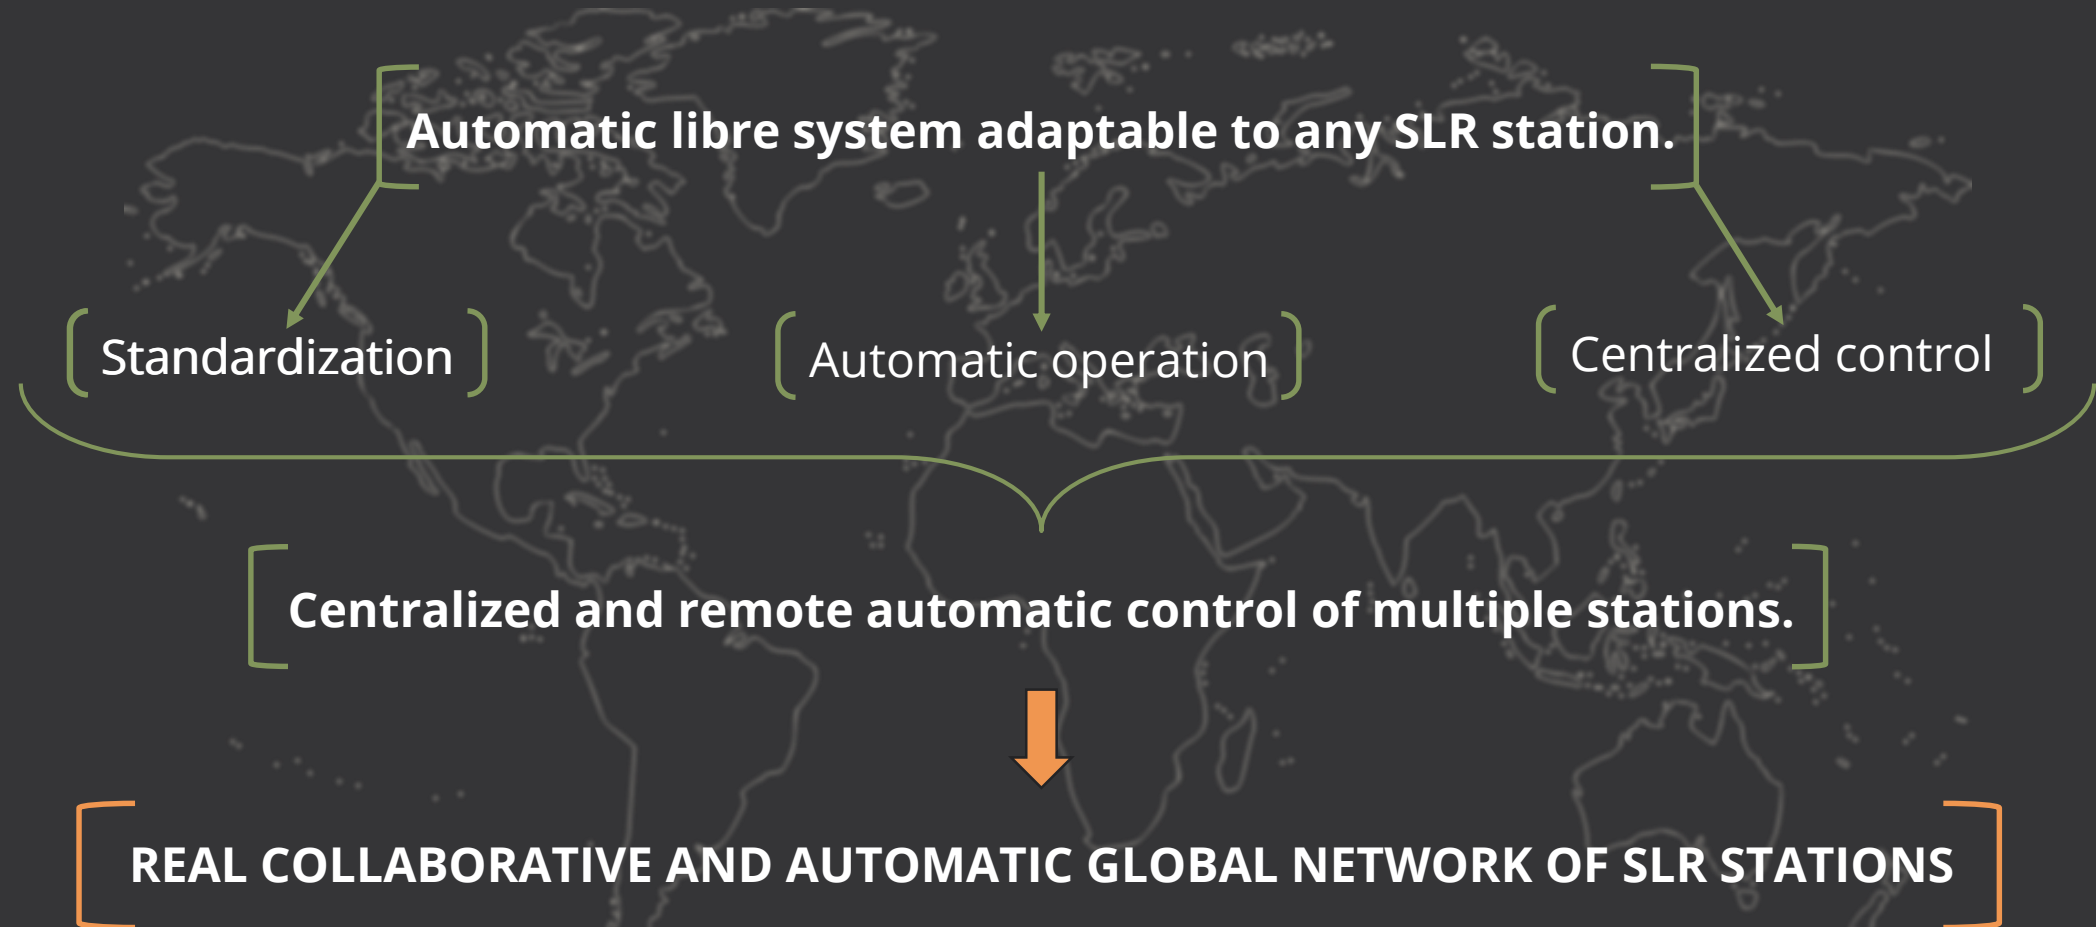 Automatic libre system adaptable to any SLR station.
Standardization
Automatic operation
Centralized control
Centralized and remote automatic control of multiple stations.
REAL COLLABORATIVE AND AUTOMATIC GLOBAL NETWORK OF SLR STATIONS